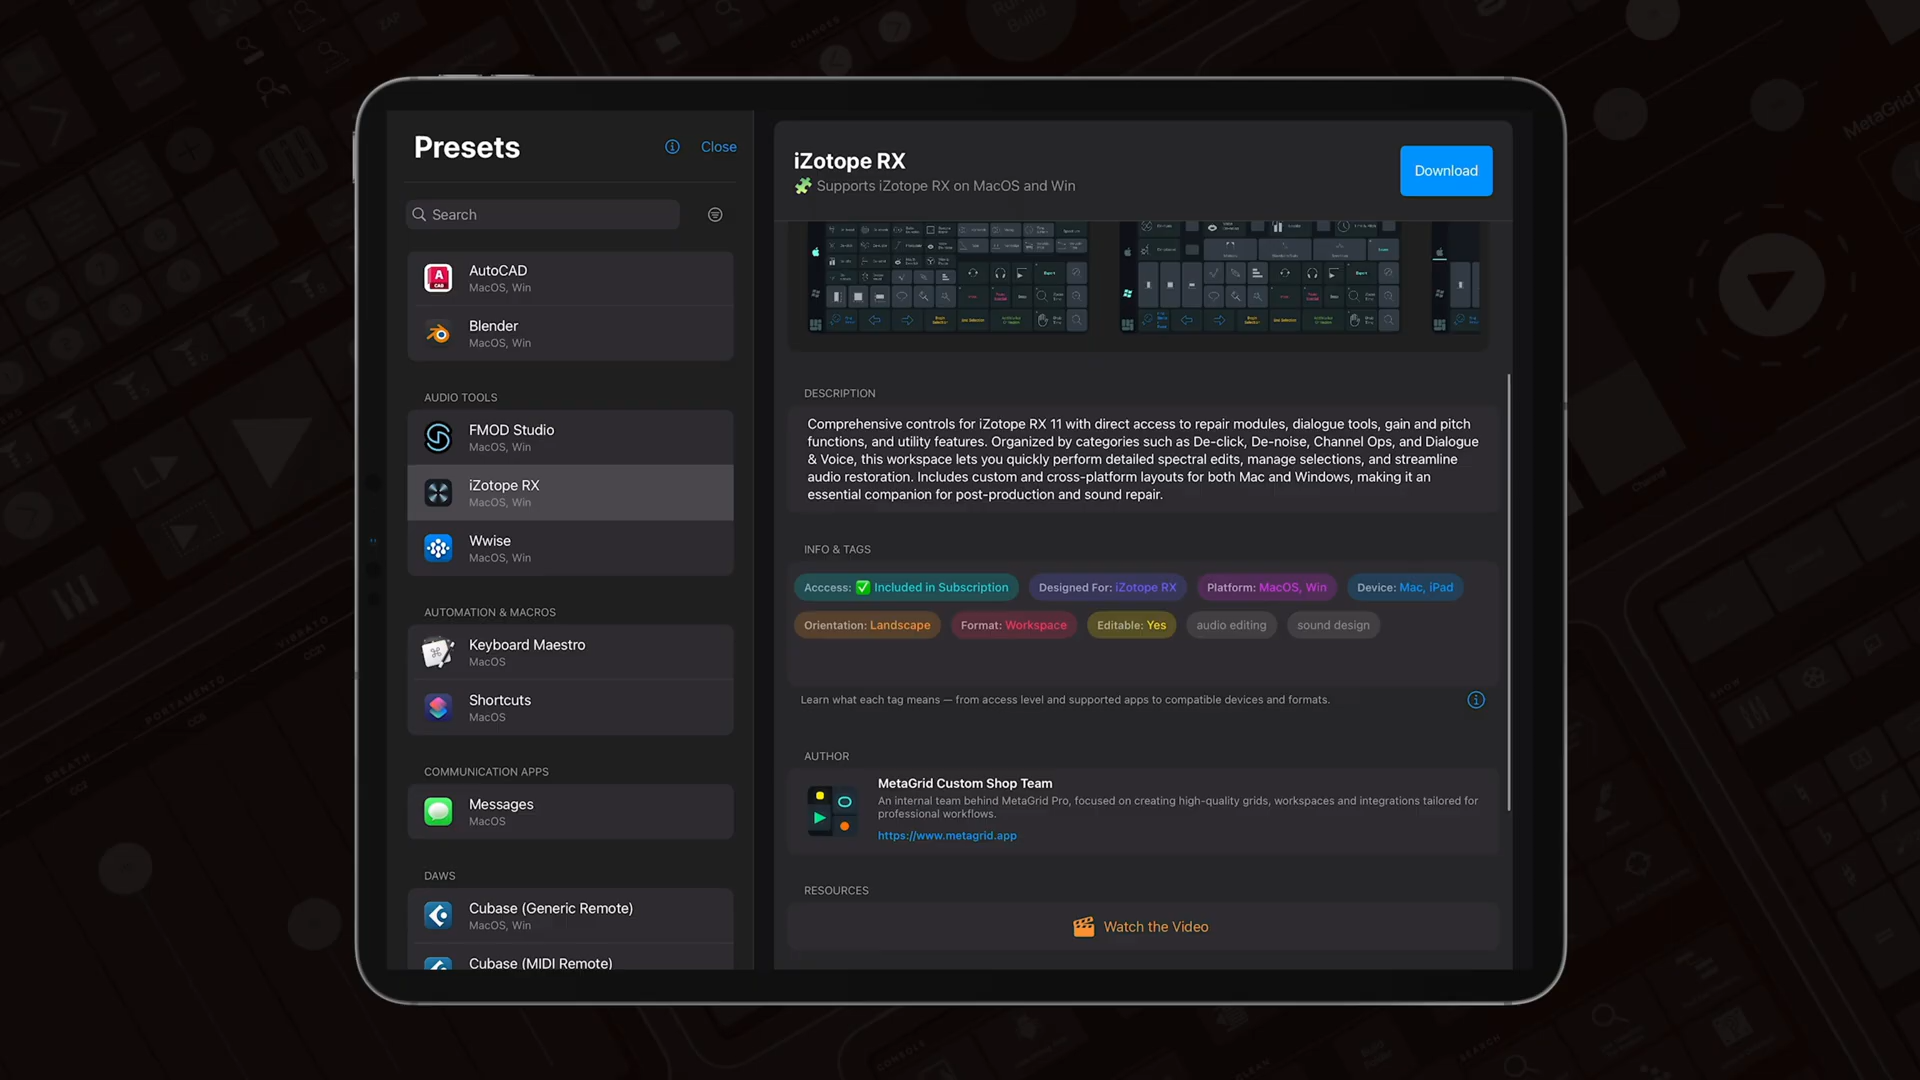 Presets
Close
Search
AutoCAD
MacOS, Win
Blender
MacOS, Win
AUDIO TOOLS
FMOD Studio
MacOS, Win
iZotope RX
MacOS, Win
Wwise
MacOS, Win
AUTOMATION & MACROS
Keyboard Maestro
MacOS
Shortcuts
MacOS
COMMUNICATION APPS
Messages
MacOS
DAWS
Cubase (Generic Remote)
MacOS, Win
Cubase (MIDI Remote)
iZotope RX
Supports iZotope RX on MacOS and Win
Download
DESCRIPTION
Comprehensive controls for iZotope RX 11 with direct access to repair modules, dialogue tools, gain and pitch
functions, and utility features. Organized by categories such as De-click, De-noise, Channel Ops, and Dialogue
& Voice, this workspace lets you quickly perform detailed spectral edits, manage selections, and streamline
audio restoration. Includes custom and cross-platform layouts for both Mac and Windows, making it an
essential companion for post-production and sound repair.
INFO & TAGS
Acccess: ✅ Included in Subscription
Designed For: iZotope RX
Platform: MacOS, Win
Device: Mac, iPad
Orientation: Landscape
Format: Workspace
Editable: Yes
audio editing
sound design
Learn what each tag means — from access level and supported apps to compatible devices and formats.
AUTHOR
MetaGrid Custom Shop Team
An internal team behind MetaGrid Pro, focused on creating high-quality grids, workspaces and integrations tailored for
professional workflows.
https://www.metagrid.app
RESOURCES
Watch the Video
PORTAMENTO
VIBRATO
BREATH